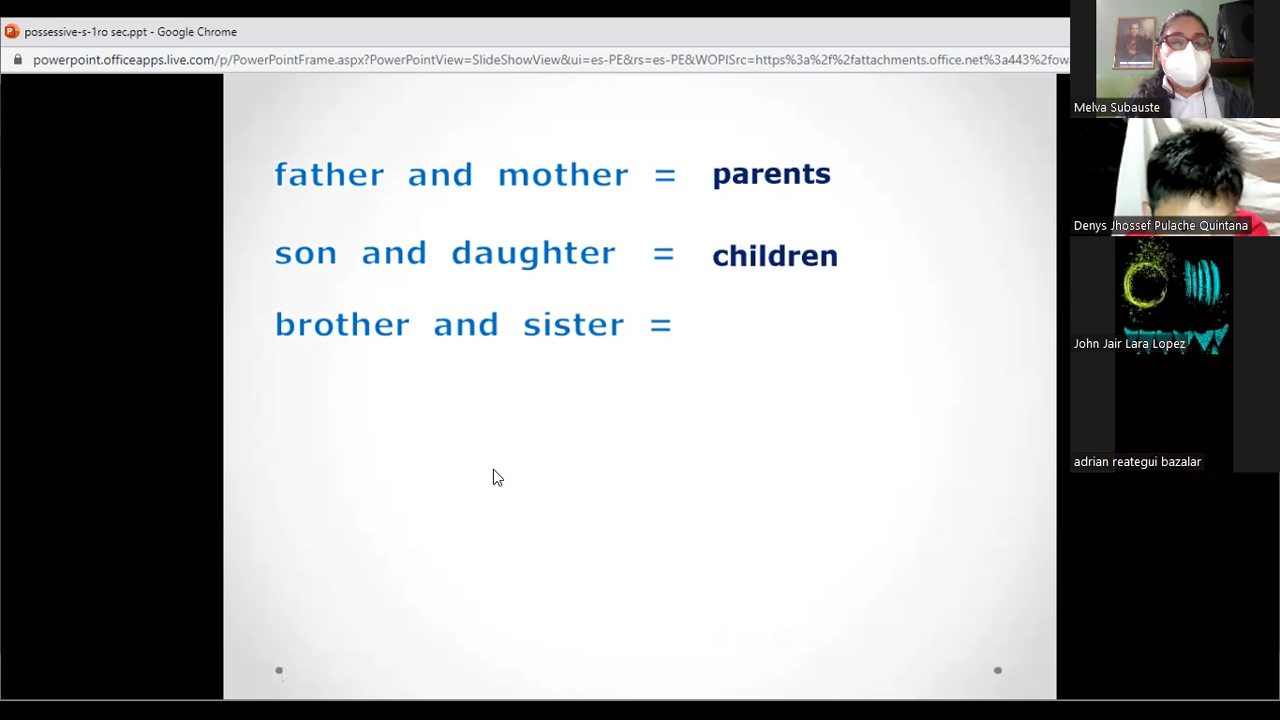 possessive-s-1ro sec.ppt - Google Chrome
powerpoint.officeapps.live.com/p/PowerPointFrame.aspx?PowerPointView=SlideShowView&ui=es-PE&rs=es-PE&WOPISrc=https%3a%2f%2fattachments.office.net%3a443%2fowa
father and mother = parents
son and daughter = children
brother and sister =
Melva Subauste
Denys Jhossef Pulache Quintana
John Jair Lara Lopez
adrian reategui bazalar